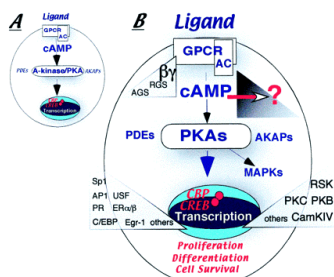 A
Ligand
GPCR
AC
cAMP
PDEs
A-kinase/PKA
AKAPs
CBP
CREB
Transcription
B
Ligand
GPCR
AC
βγ
RGS
AGS
cAMP
?
PDEs
PKAs
AKAPs
MAPKs
Sp1
AP1 USF
PR ERα/β
C/EBP Egr-1 others
CBP
CREB
Transcription
RSK
PKC PKB
others CamKIV
Proliferation
Differentiation
Cell Survival